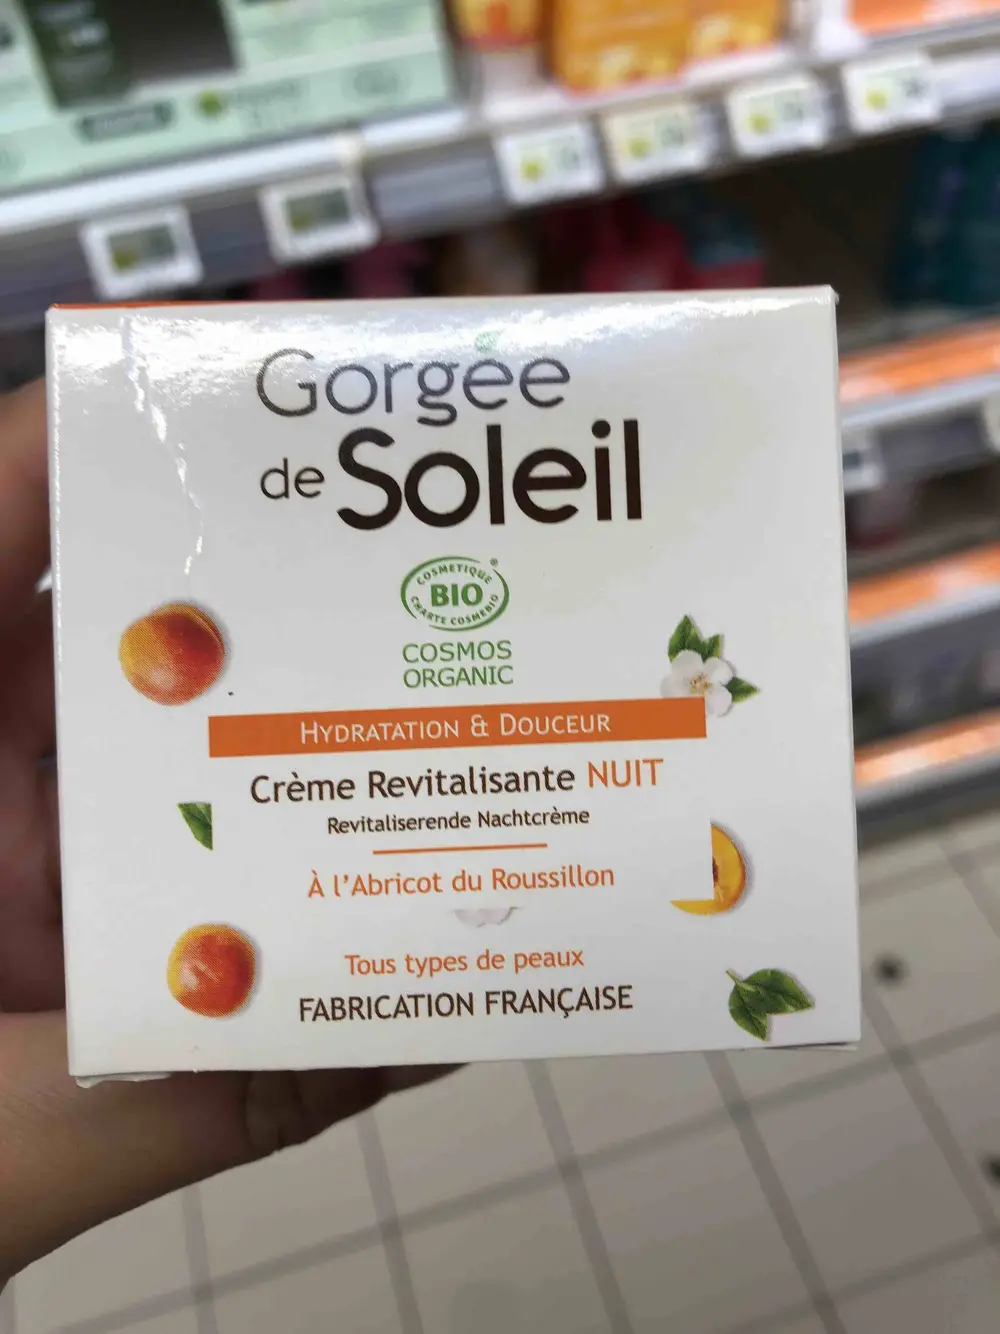 Gorgée
de Soleil
COSMETIQUE
BIO
CHARTE COSMEBIO
COSMOS
ORGANIC
HYDRATATION & DOUCEUR
Crème Revitalisante NUIT
Revitaliserende Nachtcrème
À l'Abricot du Roussillon
Tous types de peaux
FABRICATION FRANÇAISE